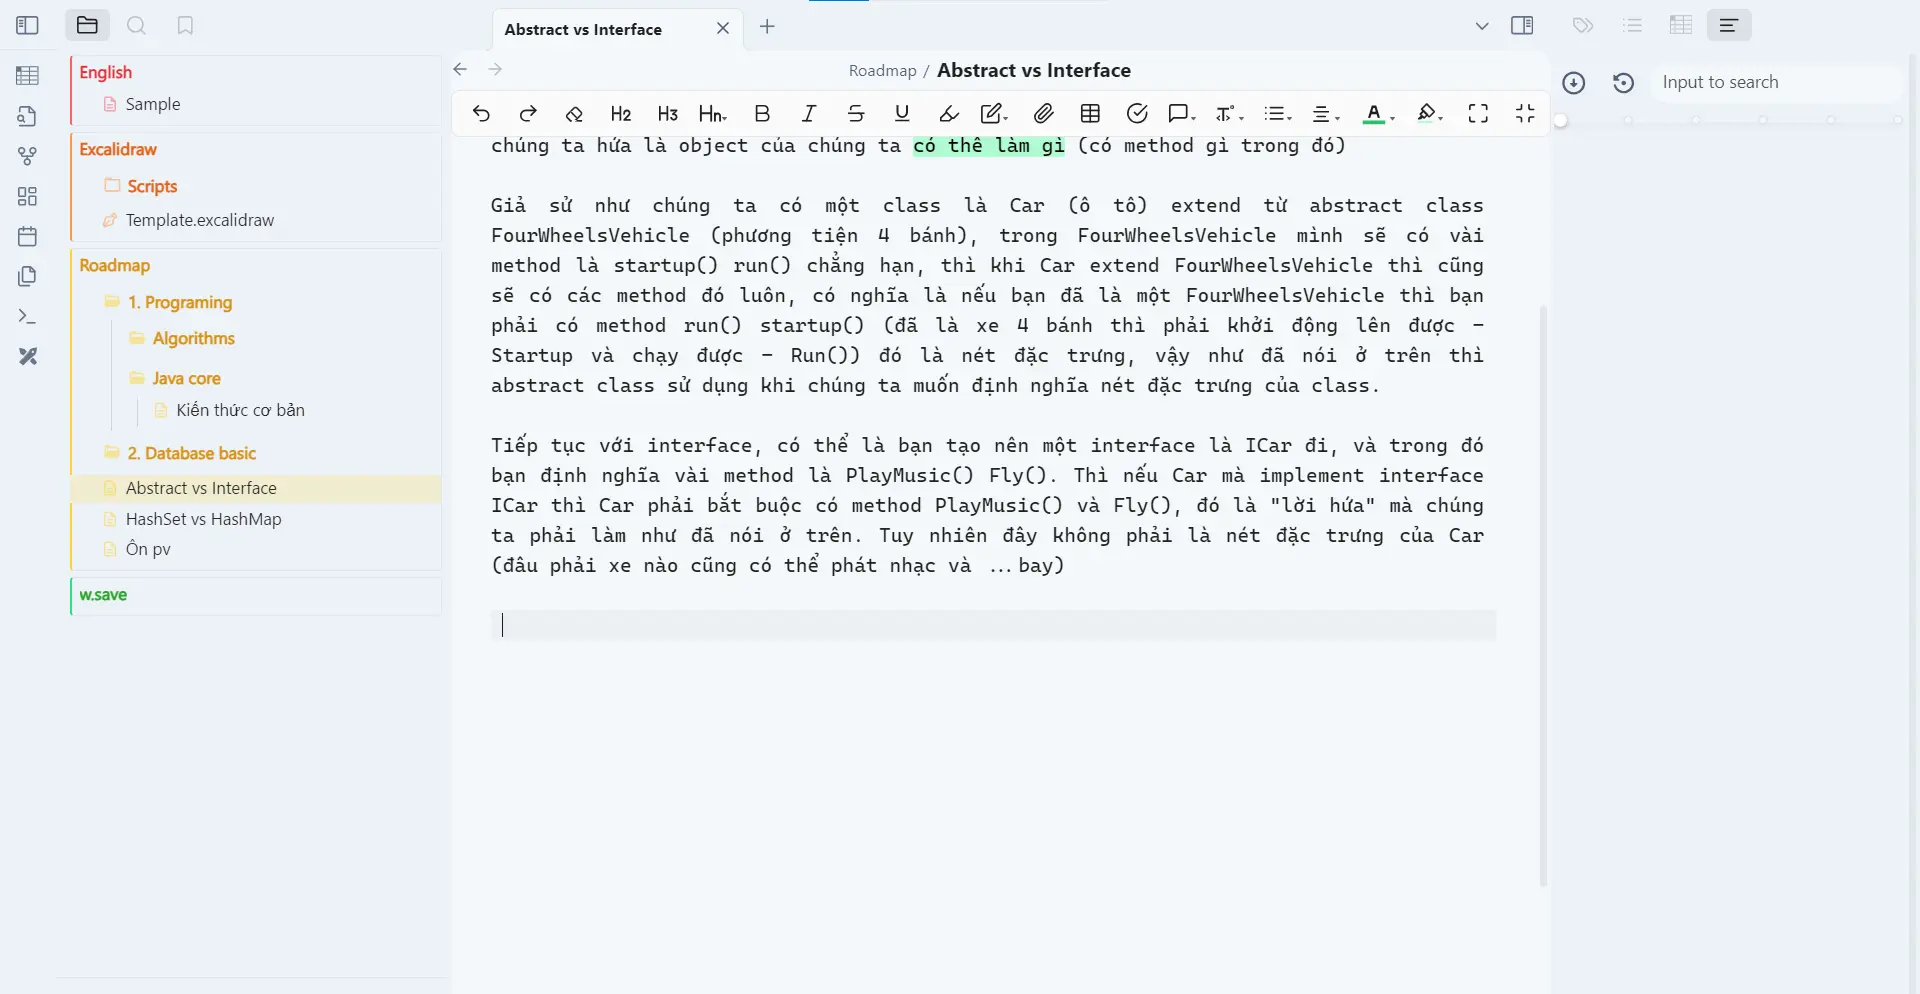 Abstract vs Interface
Roadmap / Abstract vs Interface
H2 H3 Hn B I S U A
Input to search
English
Sample
Excalidraw
Scripts
Template.excalidraw
Roadmap
1. Programing
Algorithms
Java core
Kiến thức cơ bản
2. Database basic
Abstract vs Interface
HashSet vs HashMap
Ôn pv
w.save
chúng ta hứa là object của chúng ta có thể làm gì (có method gì trong đó)
Giả sử như chúng ta có một class là Car (ô tô) extend từ abstract class
FourWheelsVehicle (phương tiện 4 bánh), trong FourWheelsVehicle mình sẽ có vài
method là startup() run() chẳng hạn, thì khi Car extend FourWheelsVehicle thì cũng
sẽ có các method đó luôn, có nghĩa là nếu bạn đã là một FourWheelsVehicle thì bạn
phải có method run() startup() (đã là xe 4 bánh thì phải khởi động lên được –
Startup và chạy được – Run()) đó là nét đặc trưng, vậy như đã nói ở trên thì
abstract class sử dụng khi chúng ta muốn định nghĩa nét đặc trưng của class.
Tiếp tục với interface, có thể là bạn tạo nên một interface là ICar đi, và trong đó
bạn định nghĩa vài method là PlayMusic() Fly(). Thì nếu Car mà implement interface
ICar thì Car phải bắt buộc có method PlayMusic() và Fly(), đó là "lời hứa" mà chúng
ta phải làm như đã nói ở trên. Tuy nhiên đây không phải là nét đặc trưng của Car
(đâu phải xe nào cũng có thể phát nhạc và ...bay)